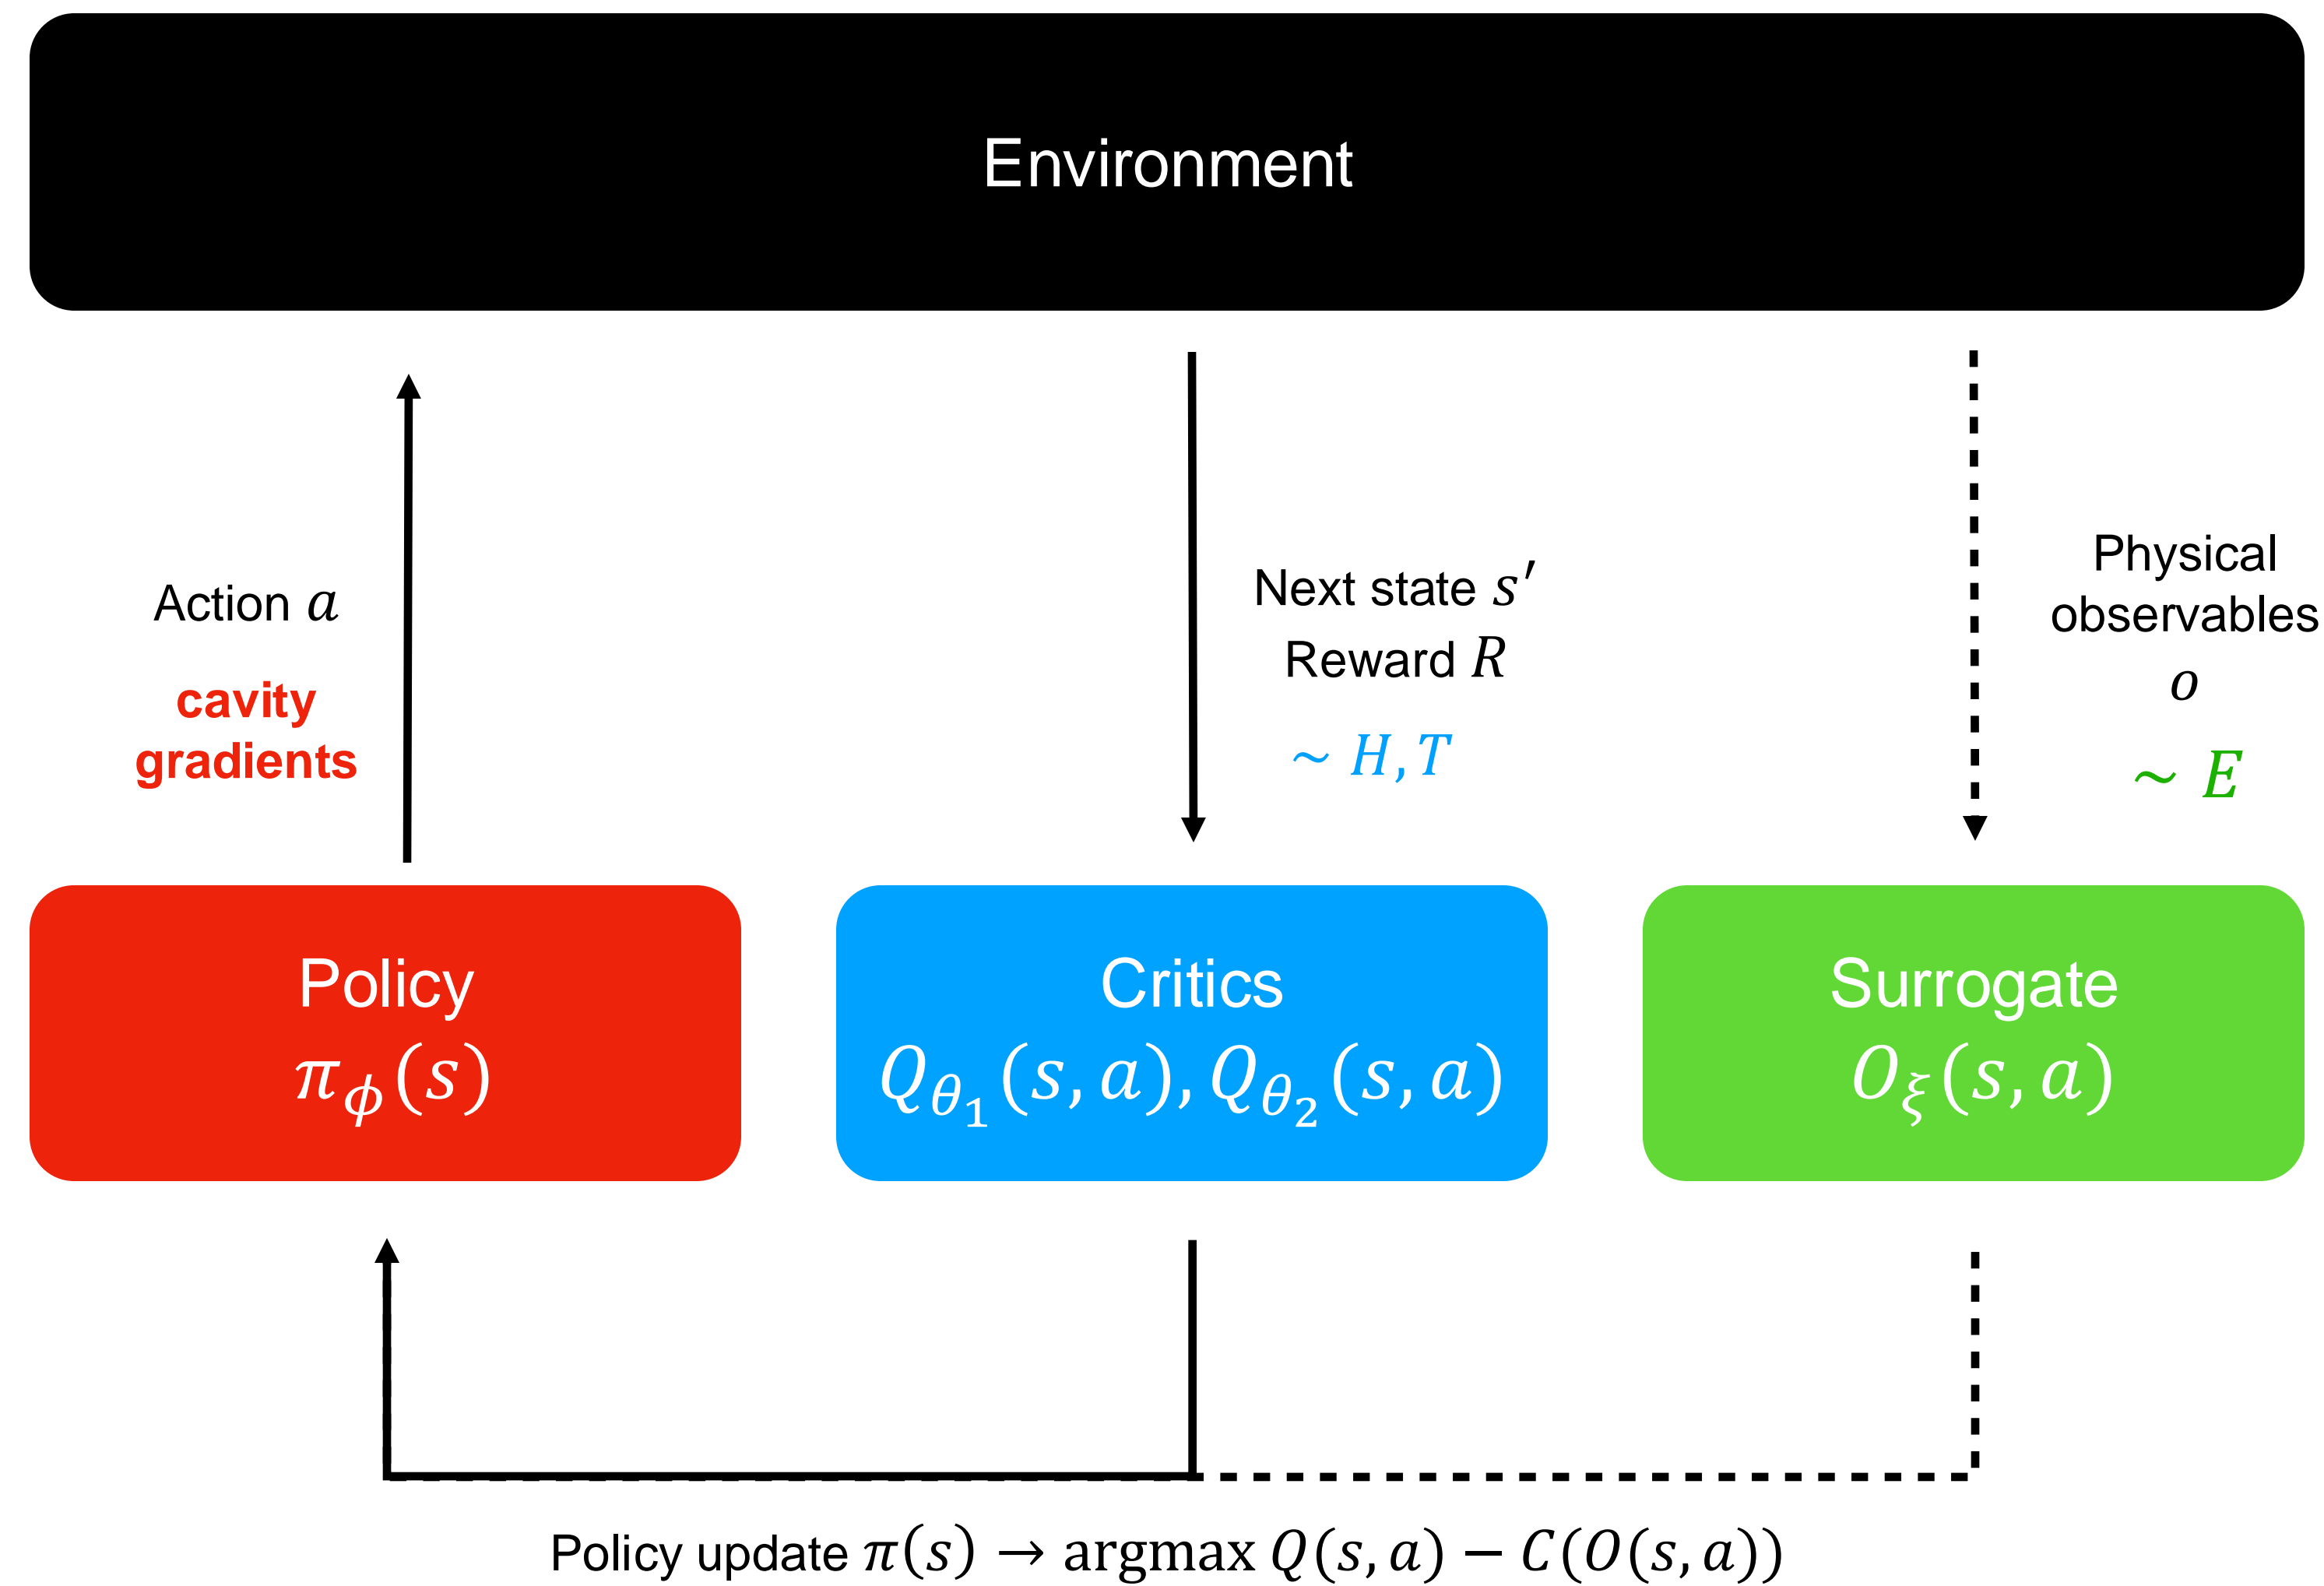 Environment
Action a
cavity
gradients
Next state s′
Reward R
~ H, T
Physical
observables
o
~ E
Policy
π_ϕ(s)
Critics
Q_θ₁(s, a), Q_θ₂(s, a)
Surrogate
O_ξ(s, a)
Policy update π(s) → argmax Q(s, a) − C(O(s, a))